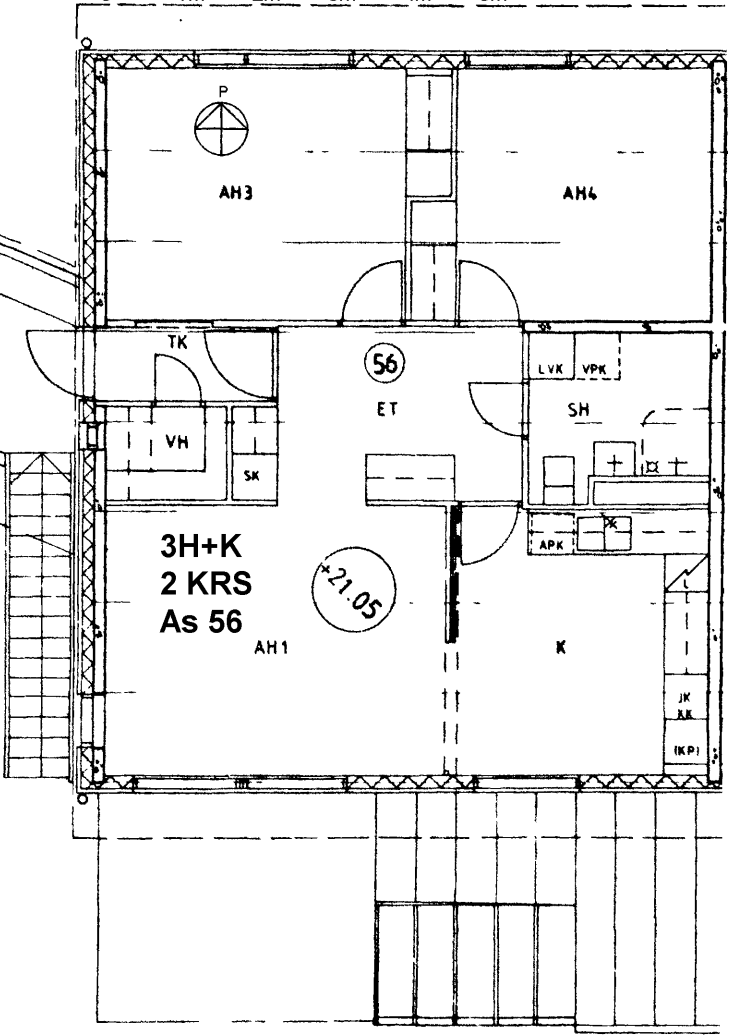 P
AH3
AH4
TK
56
LVK VPK
ET
SH
VH
SK
3H+K
2 KRS
As 56
+21.05
APK
AH1
K
JK
KK
(KP)